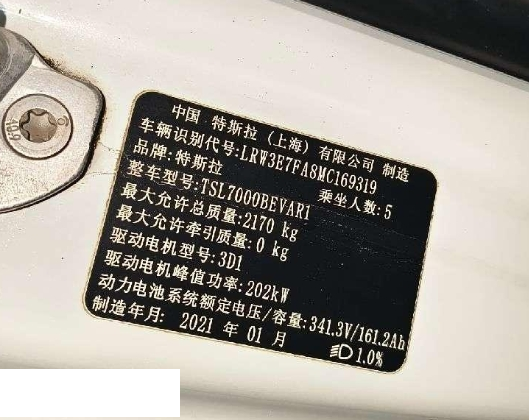 中国 特斯拉（上海）有限公司 制造
车辆识别代号:LRW3E7FA8MC169319
品牌:特斯拉 乘坐人数:5
整车型号:TSL7000BEVAR1
最大允许总质量:2170 kg
最大允许牵引质量:0 kg
驱动电机型号:3D1
驱动电机峰值功率:202kW
动力电池系统额定电压/容量:341.3V/161.2Ah
制造年月: 2021 年 01 月 1.0%